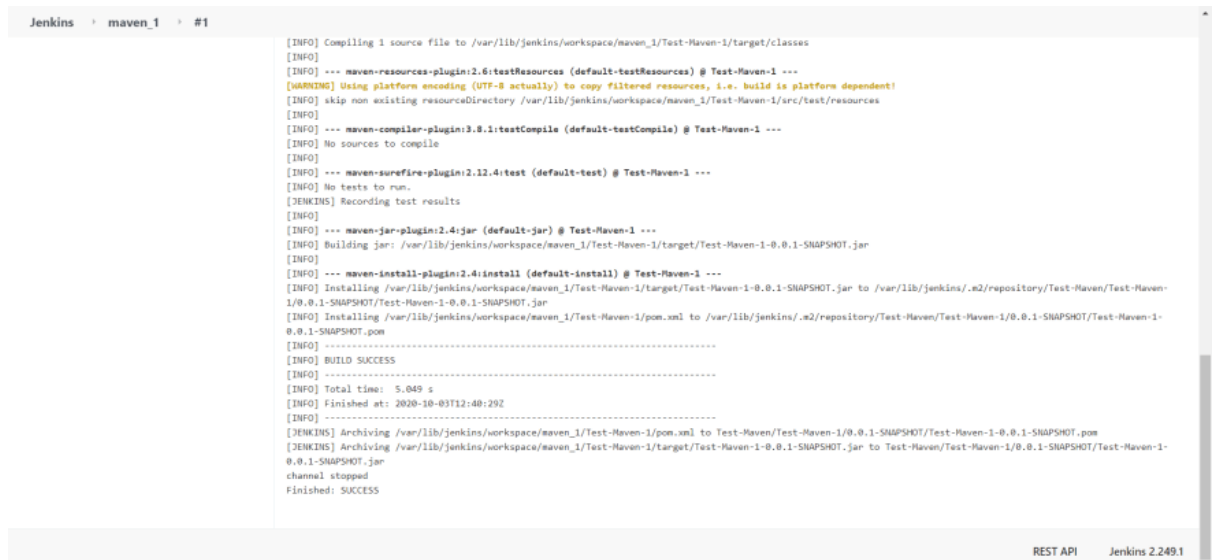 Jenkins › maven_1 › #1
[INFO] Compiling 1 source file to /var/lib/jenkins/workspace/maven_1/Test-Maven-1/target/classes
[INFO]
[INFO] --- maven-resources-plugin:2.6:testResources (default-testResources) @ Test-Maven-1 ---
[WARNING] Using platform encoding (UTF-8 actually) to copy filtered resources, i.e. build is platform dependent!
[INFO] skip non existing resourceDirectory /var/lib/jenkins/workspace/maven_1/Test-Maven-1/src/test/resources
[INFO]
[INFO] --- maven-compiler-plugin:3.8.1:testCompile (default-testCompile) @ Test-Maven-1 ---
[INFO] No sources to compile
[INFO]
[INFO] --- maven-surefire-plugin:2.12.4:test (default-test) @ Test-Maven-1 ---
[INFO] No tests to run.
[JENKINS] Recording test results
[INFO]
[INFO] --- maven-jar-plugin:2.4:jar (default-jar) @ Test-Maven-1 ---
[INFO] Building jar: /var/lib/jenkins/workspace/maven_1/Test-Maven-1/target/Test-Maven-1-0.0.1-SNAPSHOT.jar
[INFO]
[INFO] --- maven-install-plugin:2.4:install (default-install) @ Test-Maven-1 ---
[INFO] Installing /var/lib/jenkins/workspace/maven_1/Test-Maven-1/target/Test-Maven-1-0.0.1-SNAPSHOT.jar to /var/lib/jenkins/.m2/repository/Test-Maven/Test-Maven-
1/0.0.1-SNAPSHOT/Test-Maven-1-0.0.1-SNAPSHOT.jar
[INFO] Installing /var/lib/jenkins/workspace/maven_1/Test-Maven-1/pom.xml to /var/lib/jenkins/.m2/repository/Test-Maven/Test-Maven-1/0.0.1-SNAPSHOT/Test-Maven-1-
0.0.1-SNAPSHOT.pom
[INFO] ------------------------------------------------------------------------
[INFO] BUILD SUCCESS
[INFO] ------------------------------------------------------------------------
[INFO] Total time:  5.049 s
[INFO] Finished at: 2020-10-03T12:40:29Z
[INFO] ------------------------------------------------------------------------
[JENKINS] Archiving /var/lib/jenkins/workspace/maven_1/Test-Maven-1/pom.xml to Test-Maven/Test-Maven-1/0.0.1-SNAPSHOT/Test-Maven-1-0.0.1-SNAPSHOT.pom
[JENKINS] Archiving /var/lib/jenkins/workspace/maven_1/Test-Maven-1/target/Test-Maven-1-0.0.1-SNAPSHOT.jar to Test-Maven/Test-Maven-1/0.0.1-SNAPSHOT/Test-Maven-1-
0.0.1-SNAPSHOT.jar
channel stopped
Finished: SUCCESS
REST API Jenkins 2.249.1